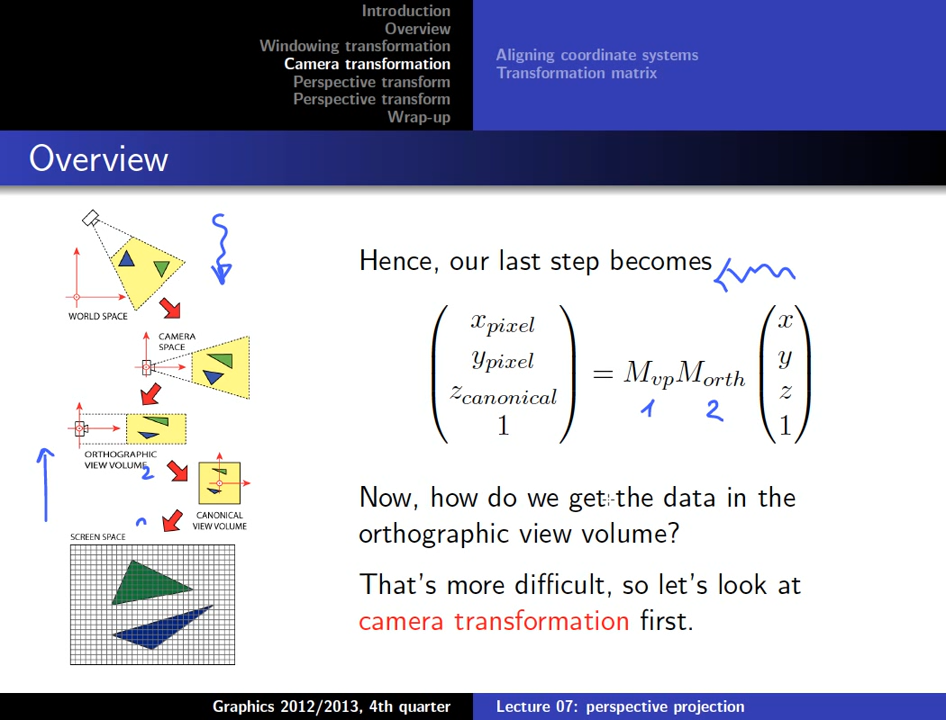 Introduction
Overview
Windowing transformation
Camera transformation
Perspective transform
Perspective transform
Wrap-up
Aligning coordinate systems
Transformation matrix
Overview
WORLD SPACE
CAMERA
SPACE
ORTHOGRAPHIC
VIEW VOLUME
2
CANONICAL
VIEW VOLUME
SCREEN SPACE
Hence, our last step becomes
x_pixel
y_pixel
z_canonical
1
= M_vp M_orth
x
y
z
1
1 2
Now, how do we get the data in the
orthographic view volume?
That's more difficult, so let's look at
camera transformation first.
Graphics 2012/2013, 4th quarter
Lecture 07: perspective projection